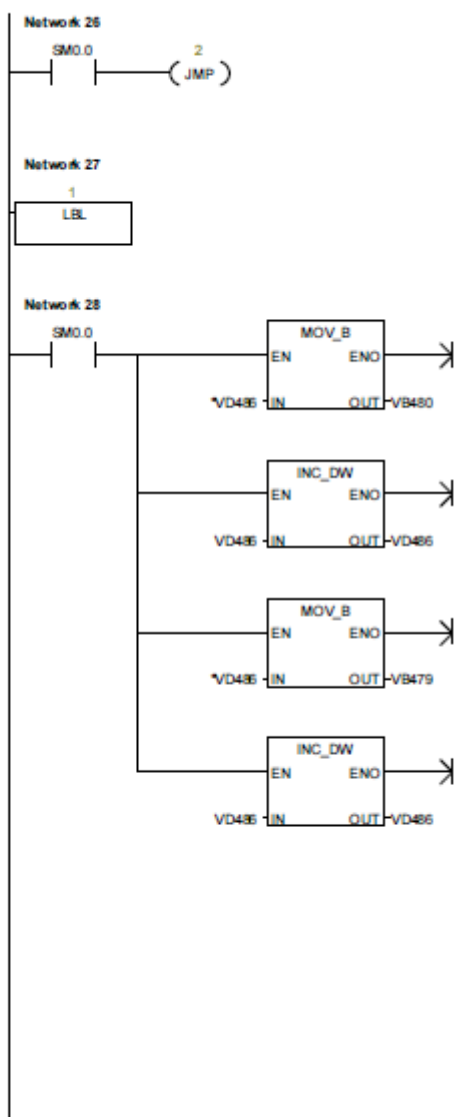 Network 26
SM0.0
2
JMP
Network 27
1
LBL
Network 28
SM0.0
MOV_B
EN ENO
*VD486 IN OUT VB480
INC_DW
EN ENO
VD486 IN OUT VD486
MOV_B
EN ENO
*VD486 IN OUT VB479
INC_DW
EN ENO
VD486 IN OUT VD486